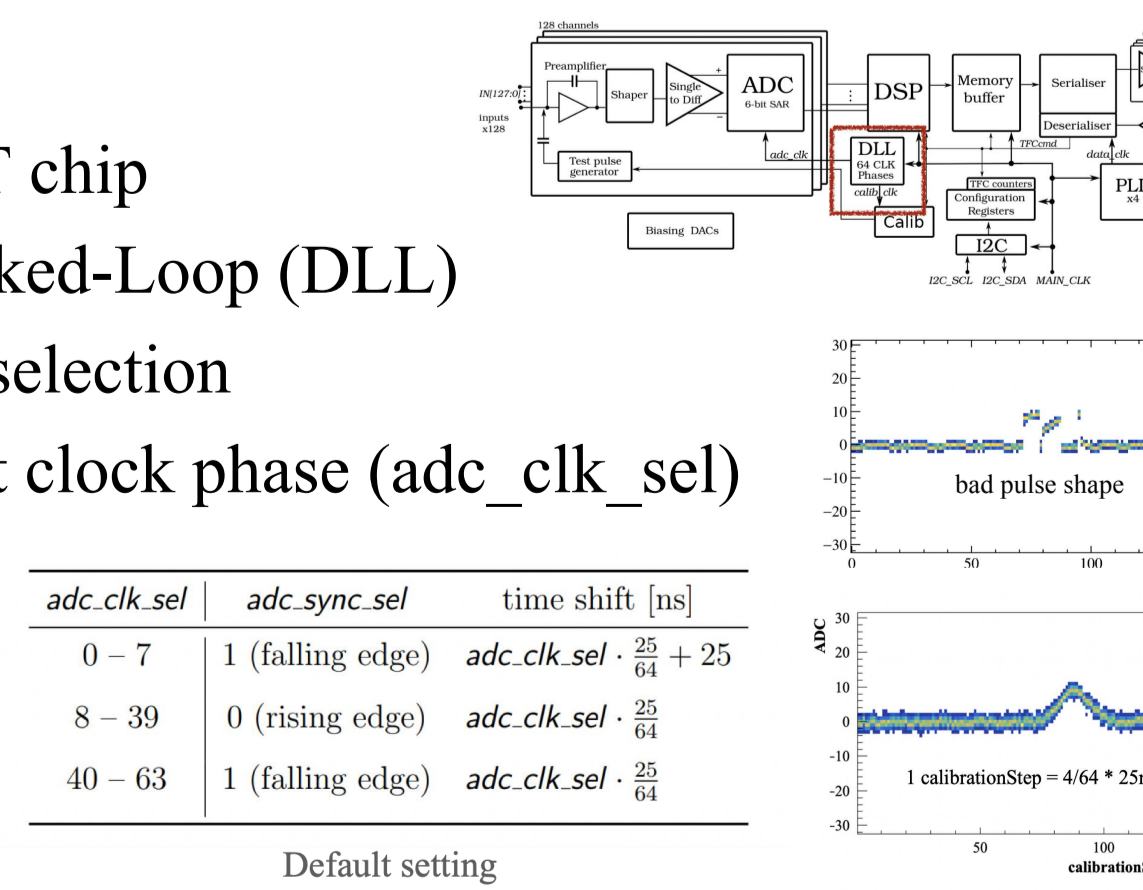 T chip
ked-Loop (DLL)
selection
t clock phase (adc_clk_sel)
128 channels
Preamplifier
IN[127:0]
inputs
x128
Shaper
Single
to Diff
+
−
ADC
6-bit SAR
Test pulse
generator
adc_clk
DSP
Memory
buffer
Serialiser
Deserialiser
TFCcmd
data_clk
DLL
64 CLK
Phases
calib_clk
Calib
TFC counters
Configuration
Registers
PLL
x4
I2C
Biasing DACs
I2C_SCL I2C_SDA MAIN_CLK
30
20
10
0
−10
−20
−30
bad pulse shape
0 50 100
adc_clk_sel adc_sync_sel time shift [ns]
0 – 7 1 (falling edge) adc_clk_sel · 25/64 + 25
8 – 39 0 (rising edge) adc_clk_sel · 25/64
40 – 63 1 (falling edge) adc_clk_sel · 25/64
Default setting
ADC
30
20
10
0
-10
-20
-30
1 calibrationStep = 4/64 * 25n
50 100
calibration